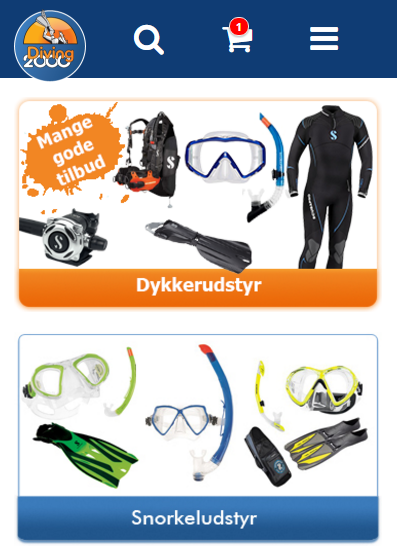 Diving
2000
1
Mange
gode
tilbud
S
S
S
Dykkerudstyr
Snorkeludstyr